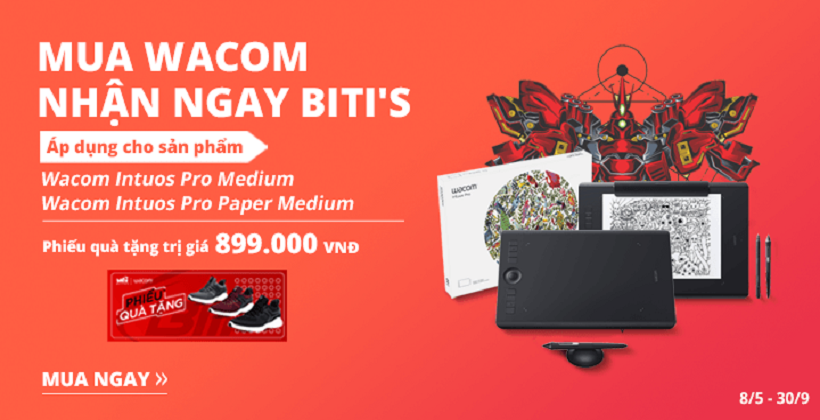 MUA WACOM
NHẬN NGAY BITI'S
Áp dụng cho sản phẩm
Wacom Intuos Pro Medium
Wacom Intuos Pro Paper Medium
Phiếu quà tặng trị giá 899.000 VNĐ
PHIẾU
QUÀ TẶNG
wacom
MUA NGAY »
8/5 - 30/9